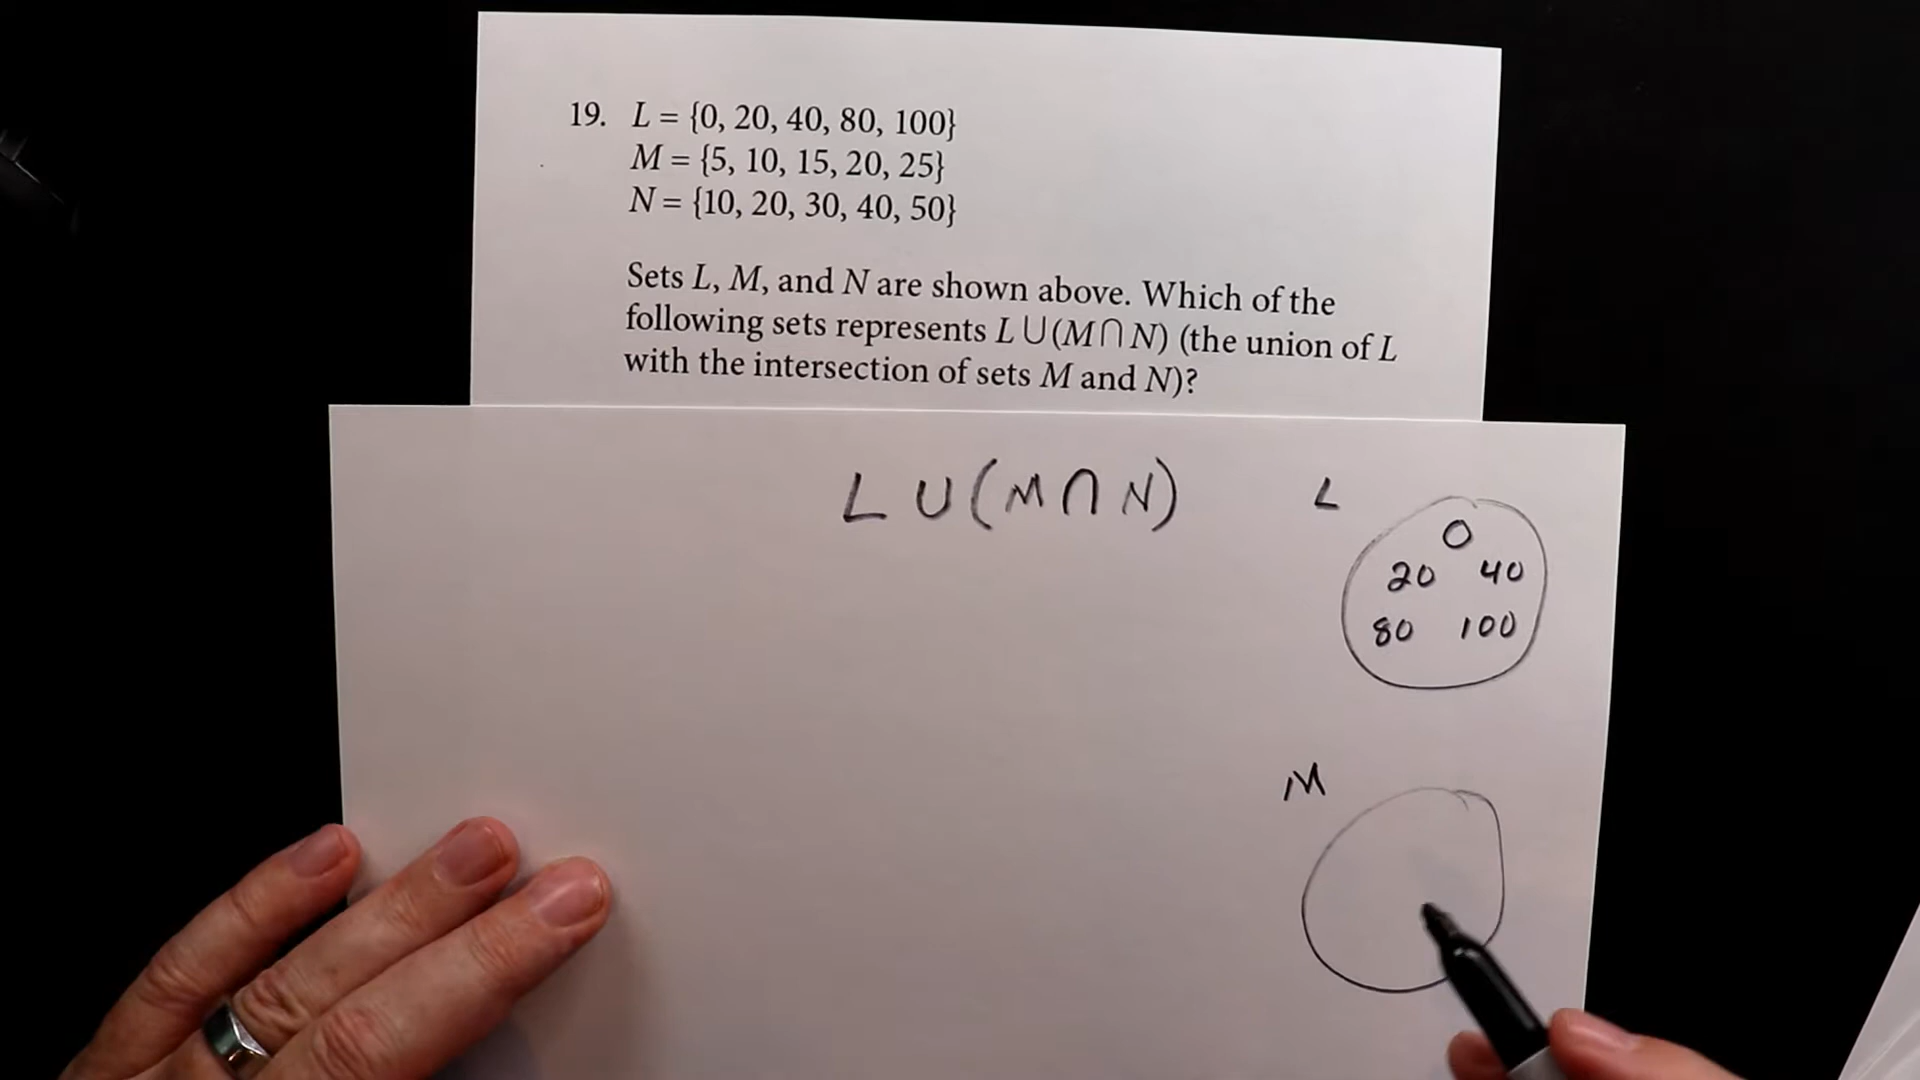 19. L = {0, 20, 40, 80, 100}
M = {5, 10, 15, 20, 25}
N = {10, 20, 30, 40, 50}
Sets L, M, and N are shown above. Which of the
following sets represents L ∪ (M ∩ N) (the union of L
with the intersection of sets M and N)?
L ∪ (M ∩ N)
L
0
20 40
80 100
M